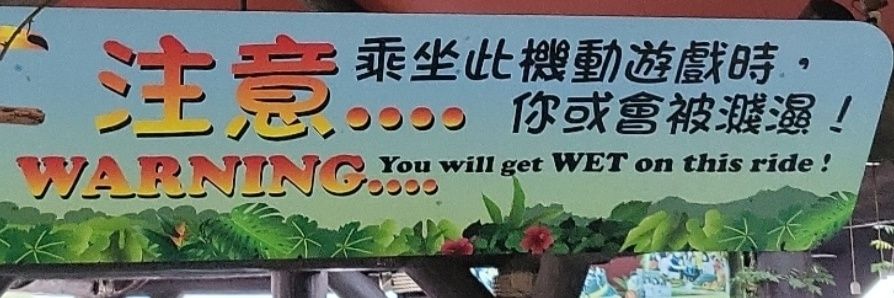 注意.... 乘坐此機動遊戲時，
你或會被濺濕！
WARNING.... You will get WET on this ride !